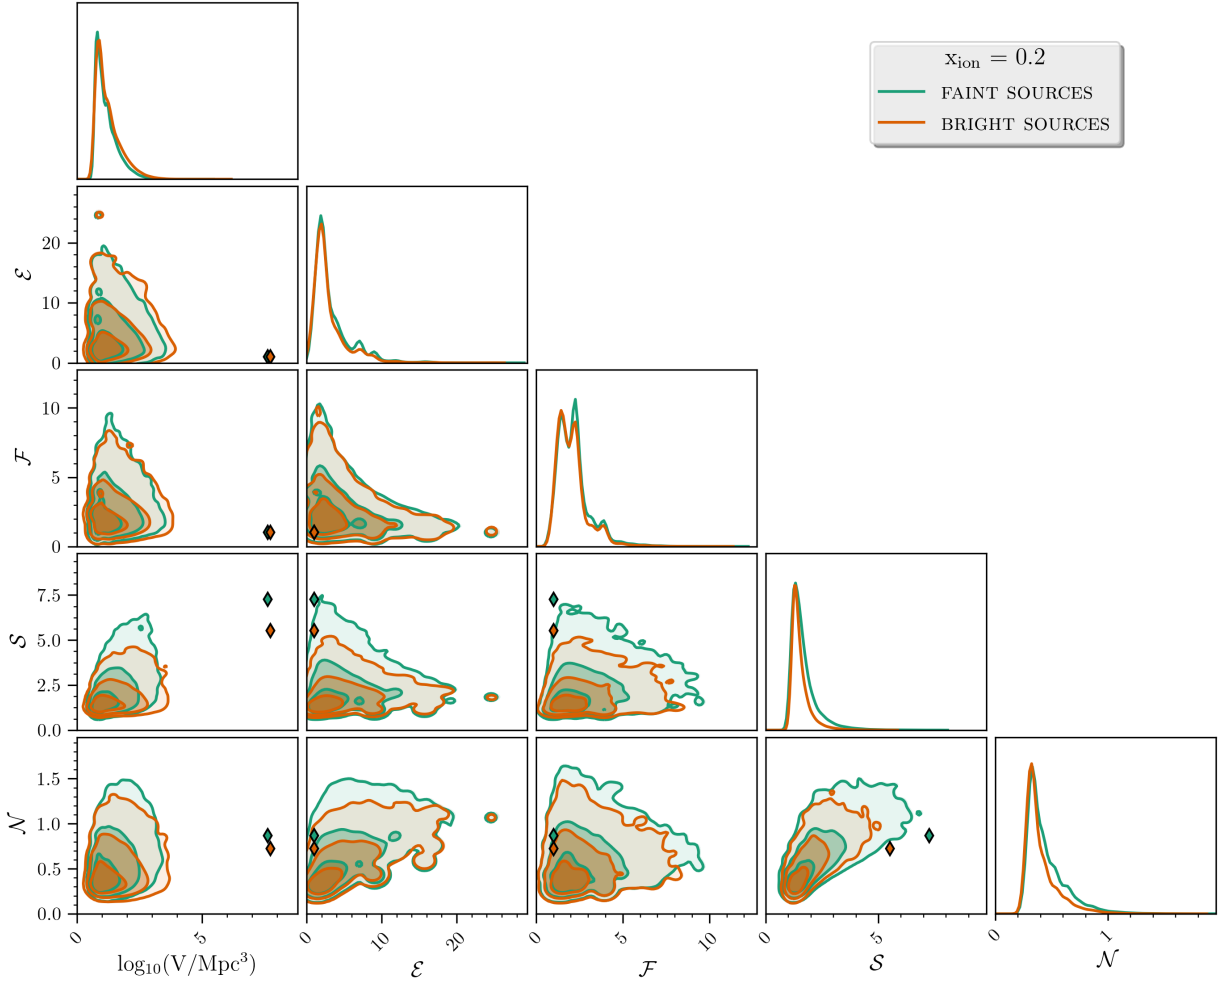 x_ion = 0.2
FAINT SOURCES
BRIGHT SOURCES
20
10
0
ℰ
10
5
0
ℱ
7.5
5.0
2.5
0.0
𝒮
1.5
1.0
0.5
0.0
𝒩
0 5
0 10 20
0 5 10
0 5
0 1
log₁₀(V/Mpc³)
ℰ
ℱ
𝒮
𝒩